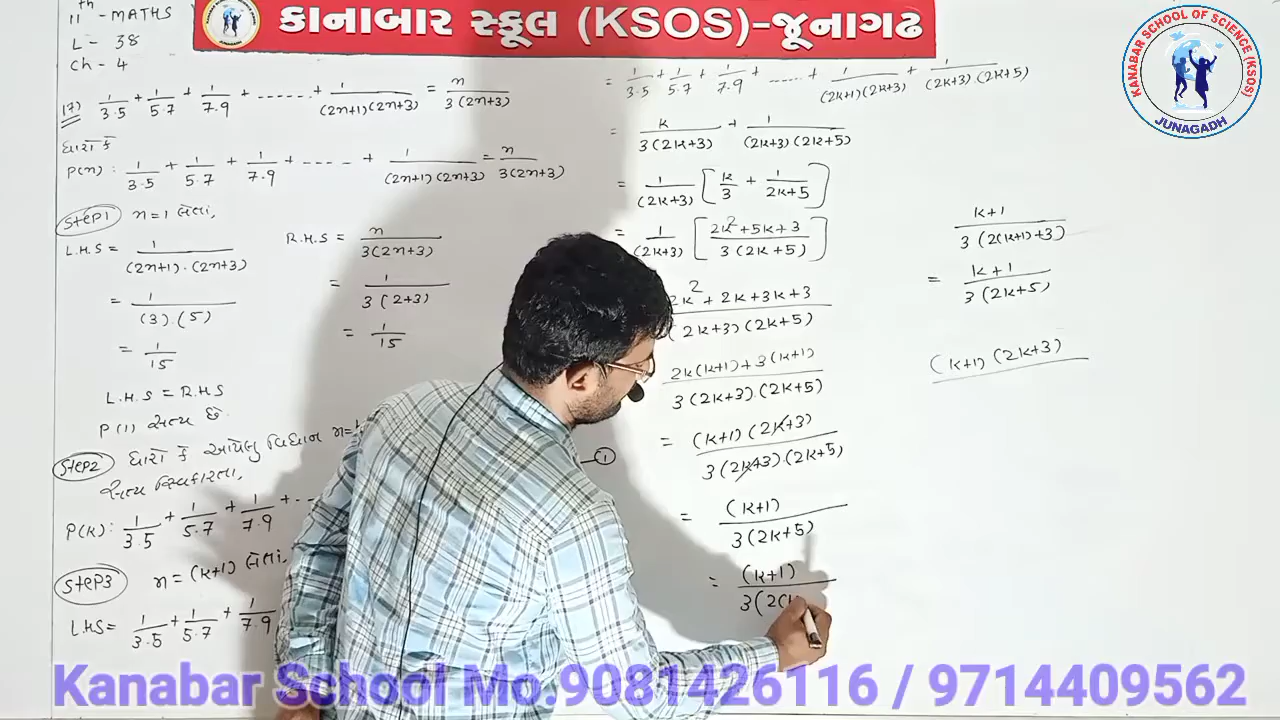 11th - MATHS
L - 38
Ch - 4
કાનાબાર સ્કૂલ (KSOS)-જૂનાગઢ
KANABAR SCHOOL OF SCIENCE (KSOS)
JUNAGADH
17) 1/3.5 + 1/5.7 + 1/7.9 + ....... + 1/(2n+1)(2n+3) = n/3(2n+3)
ધારો કે
P(n): 1/3.5 + 1/5.7 + 1/7.9 + ----- + 1/(2n+1)(2n+3) = n/3(2n+3)
Step1 n=1 લેતાં,
L.H.S = 1/(2n+1).(2n+3)
= 1/(3).(5)
= 1/15
R.H.S = n/3(2n+3)
= 1/3(2+3)
= 1/15
L.H.S = R.H.S
P(1) સત્ય છે.
Step2 ધારો કે આપેલું વિધાન n=
સત્ય સ્વિકારતા,
P(k): 1/3.5 + 1/5.7 + 1/7.9 + ..
1
Step3 n = (k+1) લેતાં,
L.HS = 1/3.5 + 1/5.7 + 1/7.9
= 1/3.5 + 1/5.7 + 1/7.9 + ...... + 1/(2k+1)(2k+3) + 1/(2k+3)(2k+5)
= k/3(2k+3) + 1/(2k+3)(2k+5)
= 1/(2k+3) [k/3 + 1/2k+5]
= 1/(2k+3) [2k²+5k+3/3(2k+5)]
2k²+2k+3k+3/(2k+3)(2k+5)
2k(k+1)+3(k+1)/3(2k+3).(2k+5)
= (k+1)(2k+3)/3(2k+3).(2k+5)
= (k+1)/3(2k+5)
= (k+1)/3(2(
k+1/3(2(k+1)+3)
= k+1/3(2k+5)
(k+1)(2k+3)
Kanabar School Mo.9081426116 / 9714409562